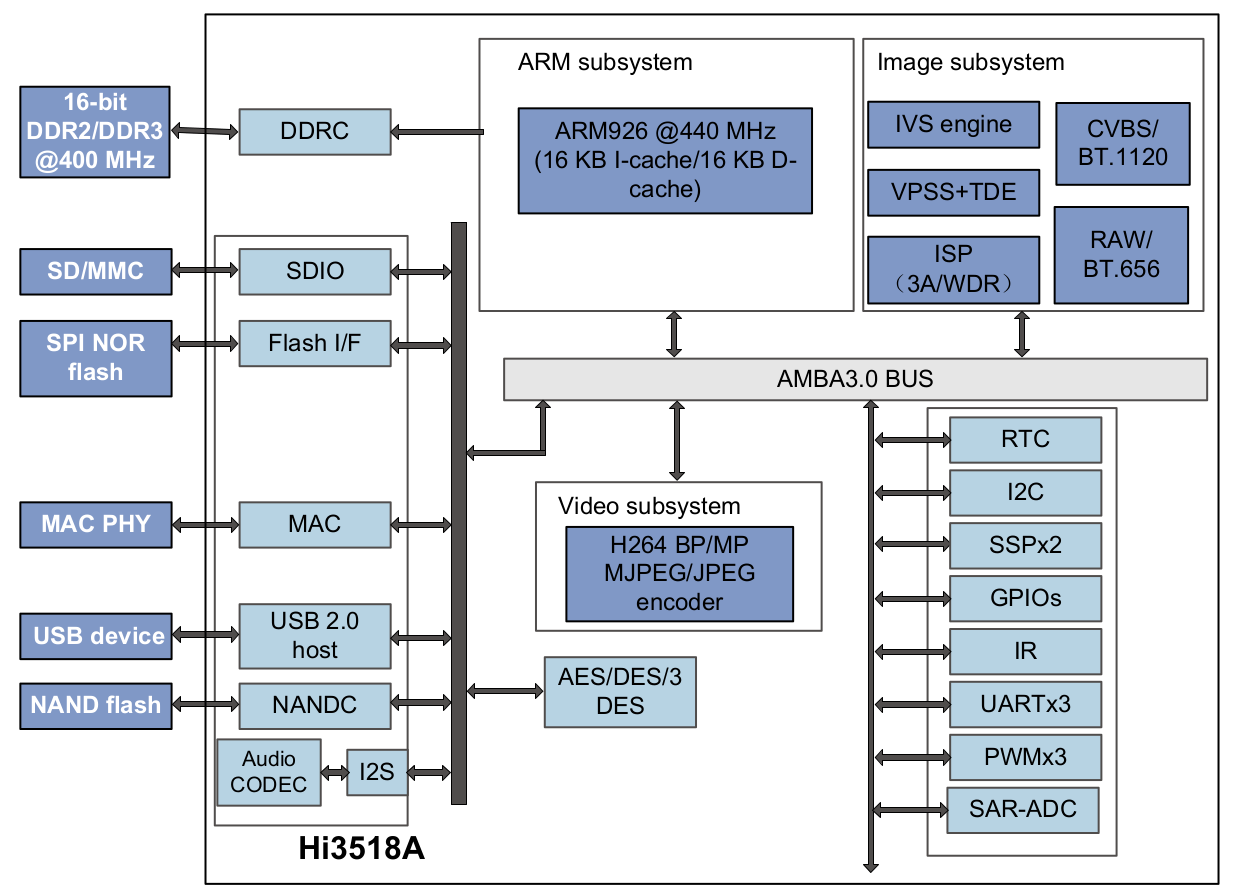 ARM subsystem
Image subsystem
16-bit
DDR2/DDR3
@400 MHz
DDRC
ARM926 @440 MHz
(16 KB I-cache/16 KB D-
cache)
IVS engine
CVBS/
BT.1120
VPSS+TDE
RAW/
BT.656
ISP
（3A/WDR）
SD/MMC
SDIO
SPI NOR
flash
Flash I/F
AMBA3.0 BUS
MAC PHY
MAC
USB device
USB 2.0
host
NAND flash
NANDC
Audio
CODEC
I2S
Video subsystem
H264 BP/MP
MJPEG/JPEG
encoder
AES/DES/3
DES
RTC
I2C
SSPx2
GPIOs
IR
UARTx3
PWMx3
SAR-ADC
Hi3518A